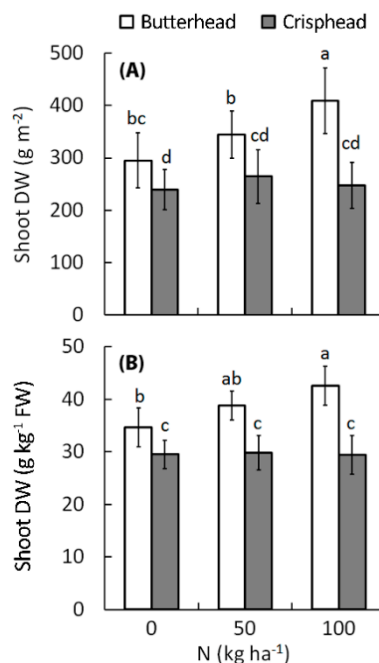 Butterhead Crisphead
(A)
Shoot DW (g m⁻²)
500
400
300
200
100
0
bc d b cd a cd
(B)
Shoot DW (g kg⁻¹ FW)
50
40
30
20
10
0
b c ab c a c
0 50 100
N (kg ha⁻¹)